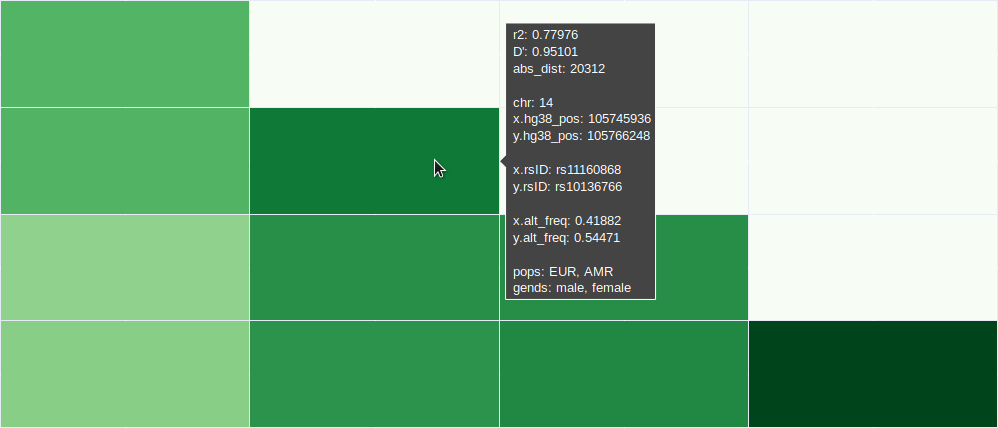 r2: 0.77976
D': 0.95101
abs_dist: 20312
chr: 14
x.hg38_pos: 105745936
y.hg38_pos: 105766248
x.rsID: rs11160868
y.rsID: rs10136766
x.alt_freq: 0.41882
y.alt_freq: 0.54471
pops: EUR, AMR
gends: male, female